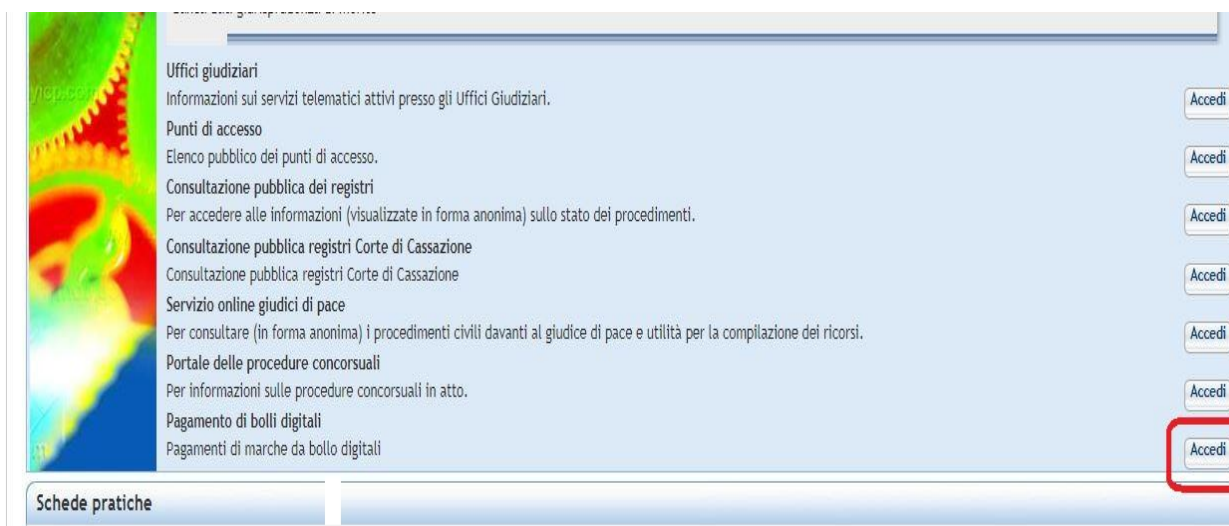 Uffici giudiziari
Informazioni sui servizi telematici attivi presso gli Uffici Giudiziari.
Accedi
Punti di accesso
Elenco pubblico dei punti di accesso.
Accedi
Consultazione pubblica dei registri
Per accedere alle informazioni (visualizzate in forma anonima) sullo stato dei procedimenti.
Accedi
Consultazione pubblica registri Corte di Cassazione
Consultazione pubblica registri Corte di Cassazione
Accedi
Servizio online giudici di pace
Per consultare (in forma anonima) i procedimenti civili davanti al giudice di pace e utilità per la compilazione dei ricorsi.
Accedi
Portale delle procedure concorsuali
Per informazioni sulle procedure concorsuali in atto.
Accedi
Pagamento di bolli digitali
Pagamenti di marche da bollo digitali
Accedi
Schede pratiche